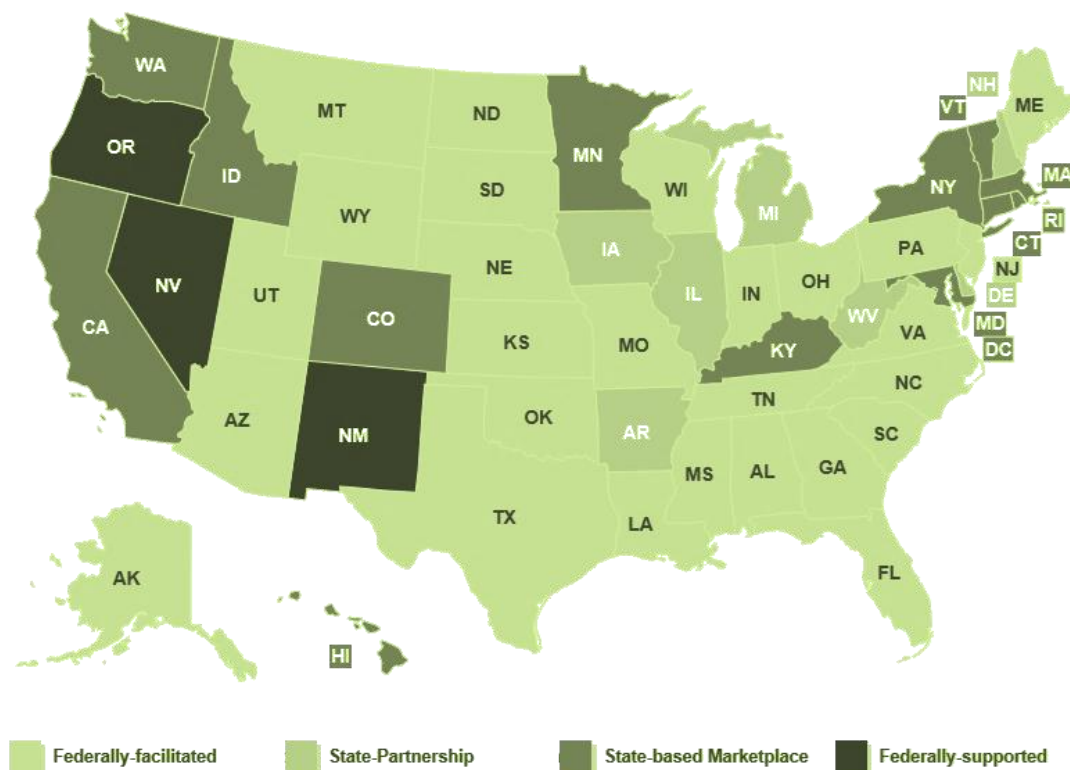 WA
MT
ND
MN
VT
NH
ME
OR
ID
SD
WI
MI
NY
MA
WY
RI
IA
PA
CT
NV
UT
NE
IL
IN
OH
NJ
DE
CA
CO
KS
MO
KY
WV
VA
MD
DC
AZ
NM
OK
AR
TN
NC
SC
TX
LA
MS
AL
GA
AK
FL
HI
Federally-facilitated
State-Partnership
State-based Marketplace
Federally-supported